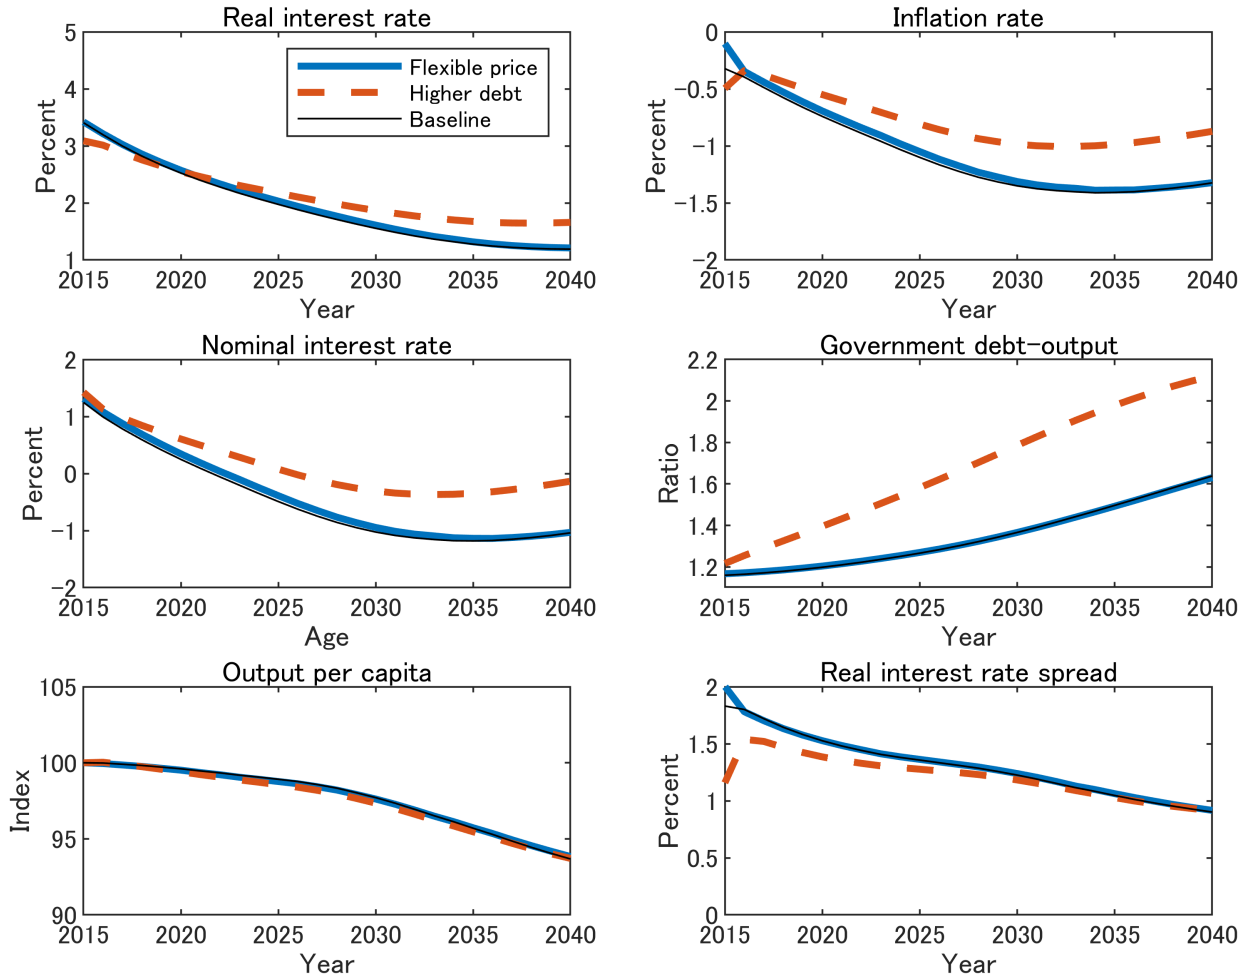 Real interest rate
5
4
3
2
1
Percent
Flexible price
Higher debt
Baseline
2015 2020 2025 2030 2035 2040
Year
Inflation rate
0
-0.5
-1
-1.5
-2
Percent
2015 2020 2025 2030 2035 2040
Year
Nominal interest rate
2
1
0
-1
-2
Percent
2015 2020 2025 2030 2035 2040
Age
Government debt-output
2.2
2
1.8
1.6
1.4
1.2
Ratio
2015 2020 2025 2030 2035 2040
Year
Output per capita
105
100
95
90
Index
2015 2020 2025 2030 2035 2040
Year
Real interest rate spread
2
1.5
1
0.5
0
Percent
2015 2020 2025 2030 2035 2040
Year